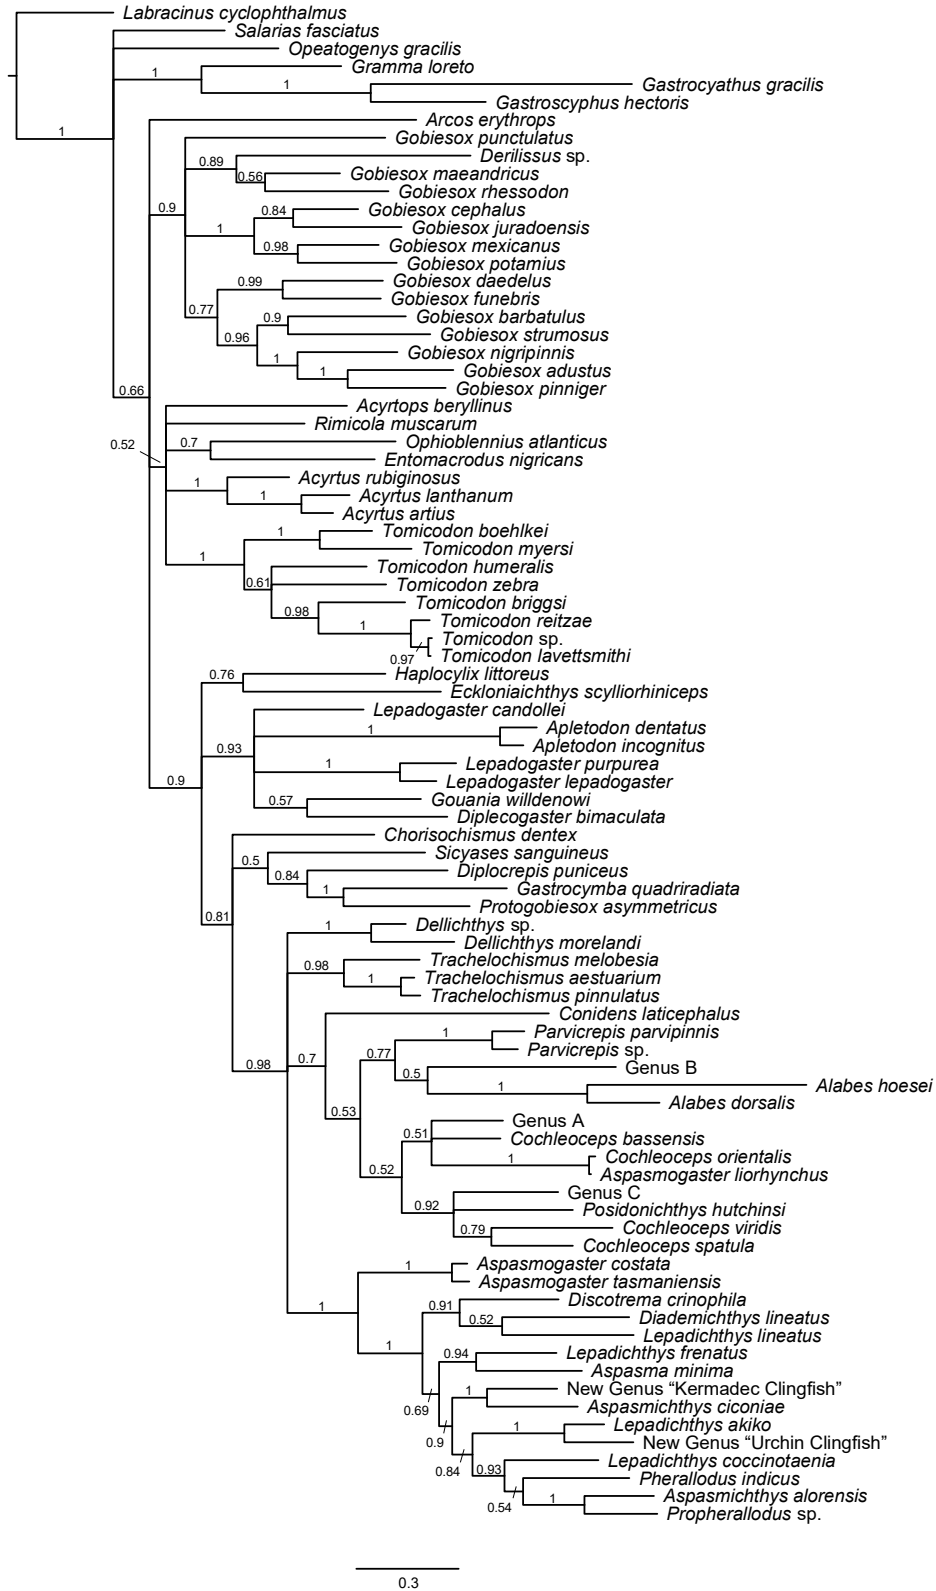 Labracinus cyclophthalmus
Salarias fasciatus
Opeatogenys gracilis
Gramma loreto
1
Gastrocyathus gracilis
1
Gastroscyphus hectoris
Arcos erythrops
1
Gobiesox punctulatus
Derilissus sp.
0.89
Gobiesox maeandricus
0.56
Gobiesox rhessodon
0.9
Gobiesox cephalus
0.84
Gobiesox juradoensis
1
Gobiesox mexicanus
0.98
Gobiesox potamius
Gobiesox daedelus
0.99
Gobiesox funebris
0.77
Gobiesox barbatulus
0.9
Gobiesox strumosus
0.96
Gobiesox nigripinnis
1
Gobiesox adustus
1
Gobiesox pinniger
0.66
Acyrtops beryllinus
Rimicola muscarum
0.52
Ophioblennius atlanticus
0.7
Entomacrodus nigricans
Acyrtus rubiginosus
1
Acyrtus lanthanum
1
Acyrtus artius
Tomicodon boehlkei
1
Tomicodon myersi
1
Tomicodon humeralis
0.61
Tomicodon zebra
Tomicodon briggsi
0.98
Tomicodon reitzae
1
Tomicodon sp.
Tomicodon lavettsmithi
0.97
Haplocylix littoreus
0.76
Eckloniaichthys scylliorhiniceps
Lepadogaster candollei
Apletodon dentatus
1
Apletodon incognitus
0.93
Lepadogaster purpurea
1
Lepadogaster lepadogaster
0.9
Gouania willdenowi
0.57
Diplecogaster bimaculata
Chorisochismus dentex
Sicyases sanguineus
0.5
Diplocrepis puniceus
0.84
Gastrocymba quadriradiata
1
Protogobiesox asymmetricus
0.81
Dellichthys sp.
1
Dellichthys morelandi
Trachelochismus melobesia
0.98
Trachelochismus aestuarium
1
Trachelochismus pinnulatus
Conidens laticephalus
Parvicrepis parvipinnis
1
Parvicrepis sp.
0.77
0.98
0.7
Genus B
0.5
Alabes hoesei
1
Alabes dorsalis
0.53
Genus A
0.51
Cochleoceps bassensis
Cochleoceps orientalis
1
Aspasmogaster liorhynchus
0.52
Genus C
0.92
Posidonichthys hutchinsi
Cochleoceps viridis
0.79
Cochleoceps spatula
Aspasmogaster costata
1
Aspasmogaster tasmaniensis
1
Discotrema crinophila
0.91
Diademichthys lineatus
0.52
Lepadichthys lineatus
1
Lepadichthys frenatus
0.94
Aspasma minima
New Genus “Kermadec Clingfish”
1
0.69
Aspasmichthys ciconiae
Lepadichthys akiko
1
0.9
New Genus “Urchin Clingfish”
Lepadichthys coccinotaenia
0.84
0.93
Pherallodus indicus
Aspasmichthys alorensis
1
0.54
Propherallodus sp.
0.3